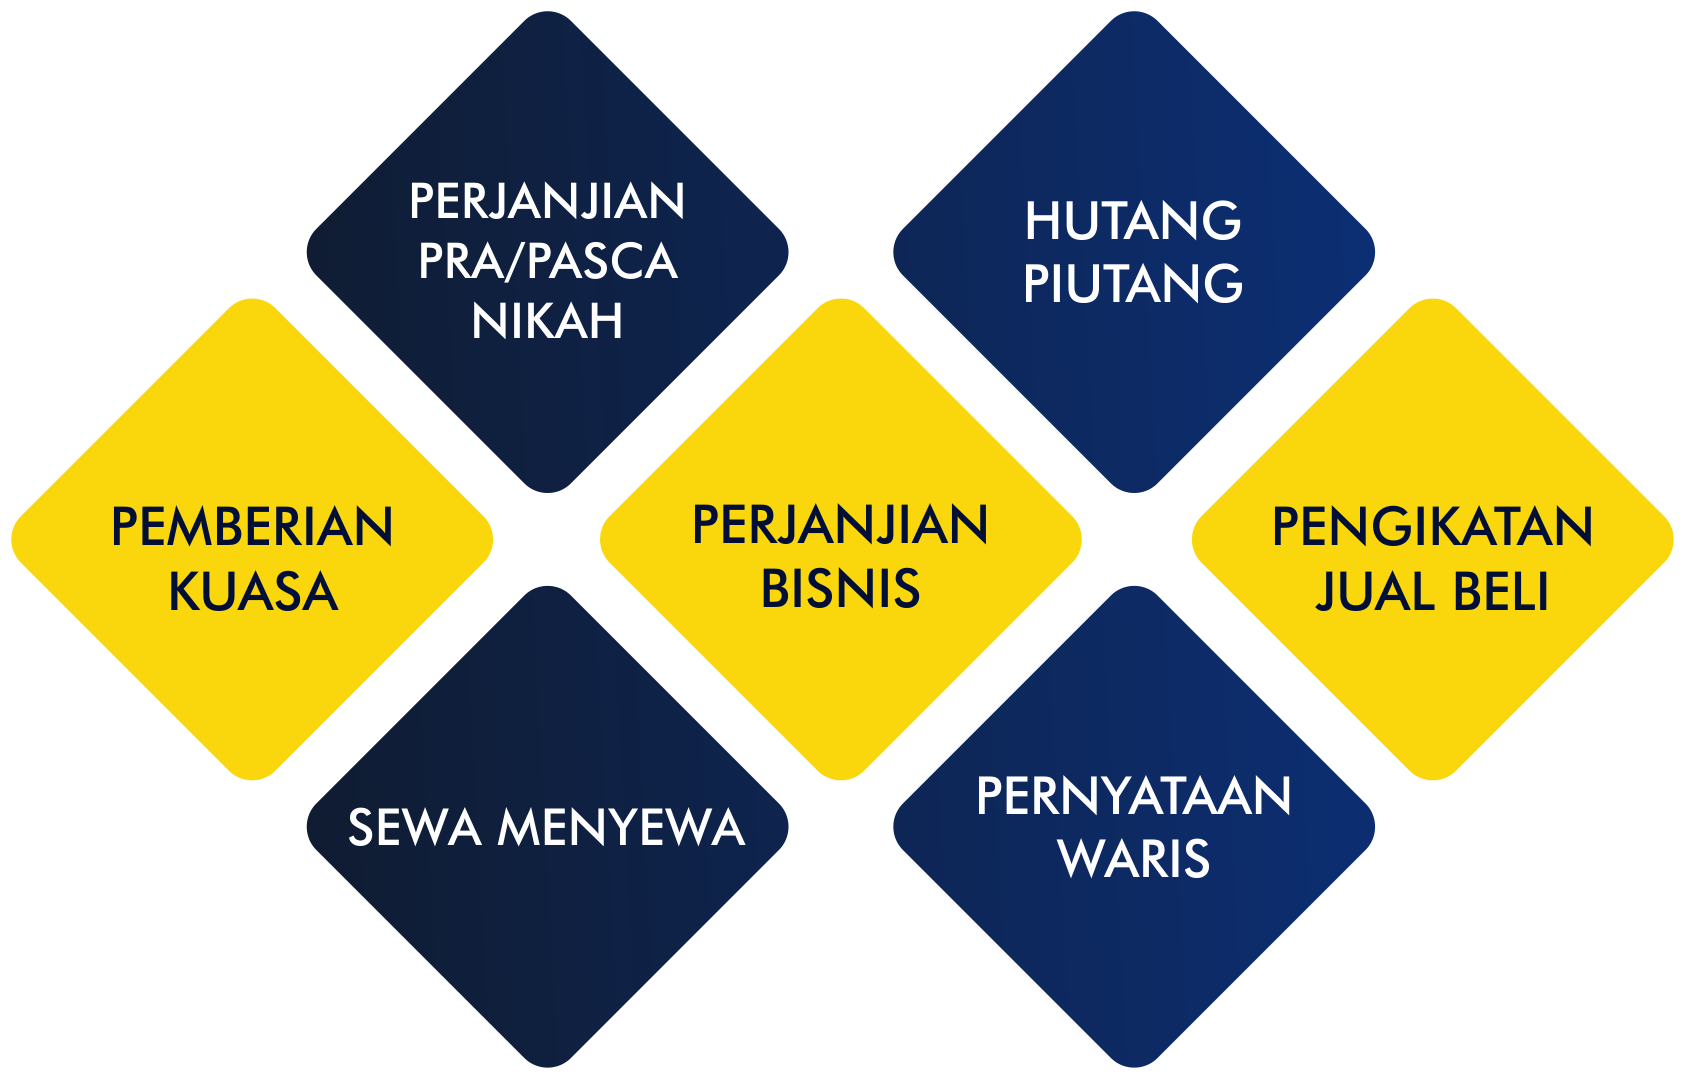 PERJANJIAN
PRA/PASCA
NIKAH
HUTANG
PIUTANG
PEMBERIAN
KUASA
PERJANJIAN
BISNIS
PENGIKATAN
JUAL BELI
SEWA MENYEWA
PERNYATAAN
WARIS